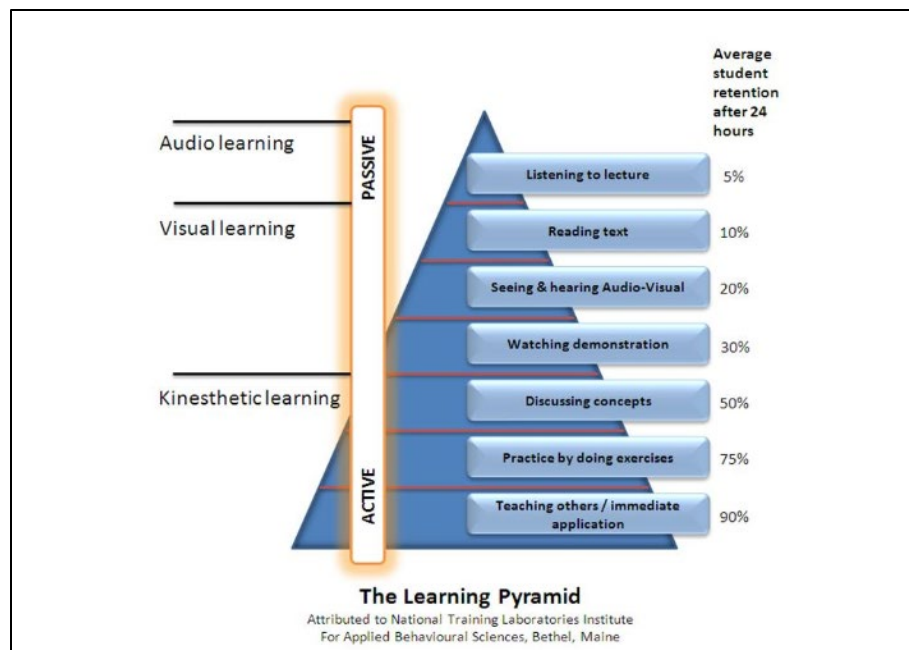 Average
student
retention
after 24
hours
Audio learning
PASSIVE
Listening to lecture 5%
Visual learning
Reading text 10%
Seeing & hearing Audio-Visual 20%
Watching demonstration 30%
Kinesthetic learning
Discussing concepts 50%
Practice by doing exercises 75%
ACTIVE
Teaching others / immediate
application
90%
The Learning Pyramid
Attributed to National Training Laboratories Institute
For Applied Behavioural Sciences, Bethel, Maine